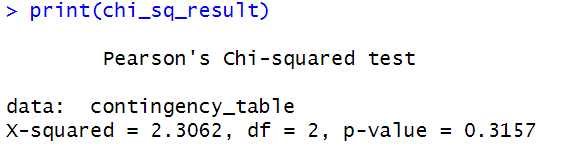 > print(chi_sq_result)
Pearson's Chi-squared test
data:  contingency_table
X-squared = 2.3062, df = 2, p-value = 0.3157